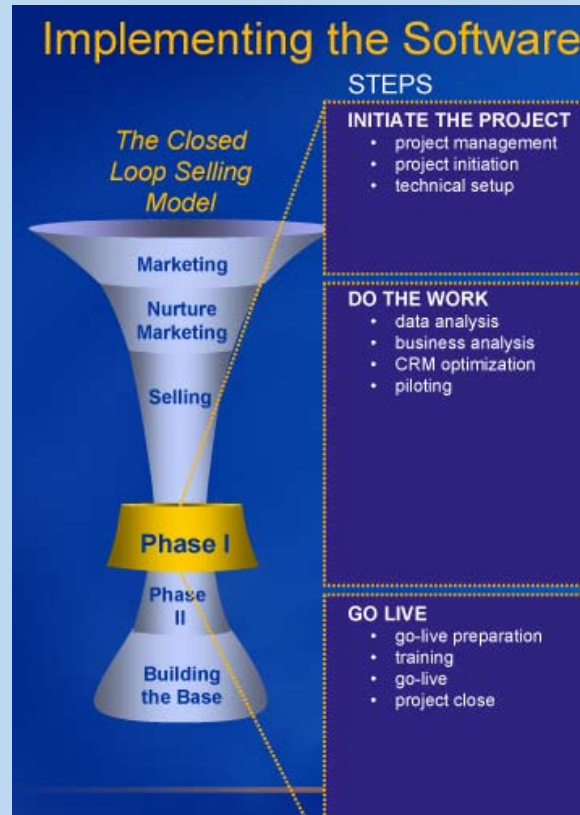 Implementing the Software
The Closed
Loop Selling
Model
Marketing
Nurture
Marketing
Selling
Phase I
Phase
II
Building
the Base
STEPS
INITIATE THE PROJECT
• project management
• project initiation
• technical setup
DO THE WORK
• data analysis
• business analysis
• CRM optimization
• piloting
GO LIVE
• go-live preparation
• training
• go-live
• project close